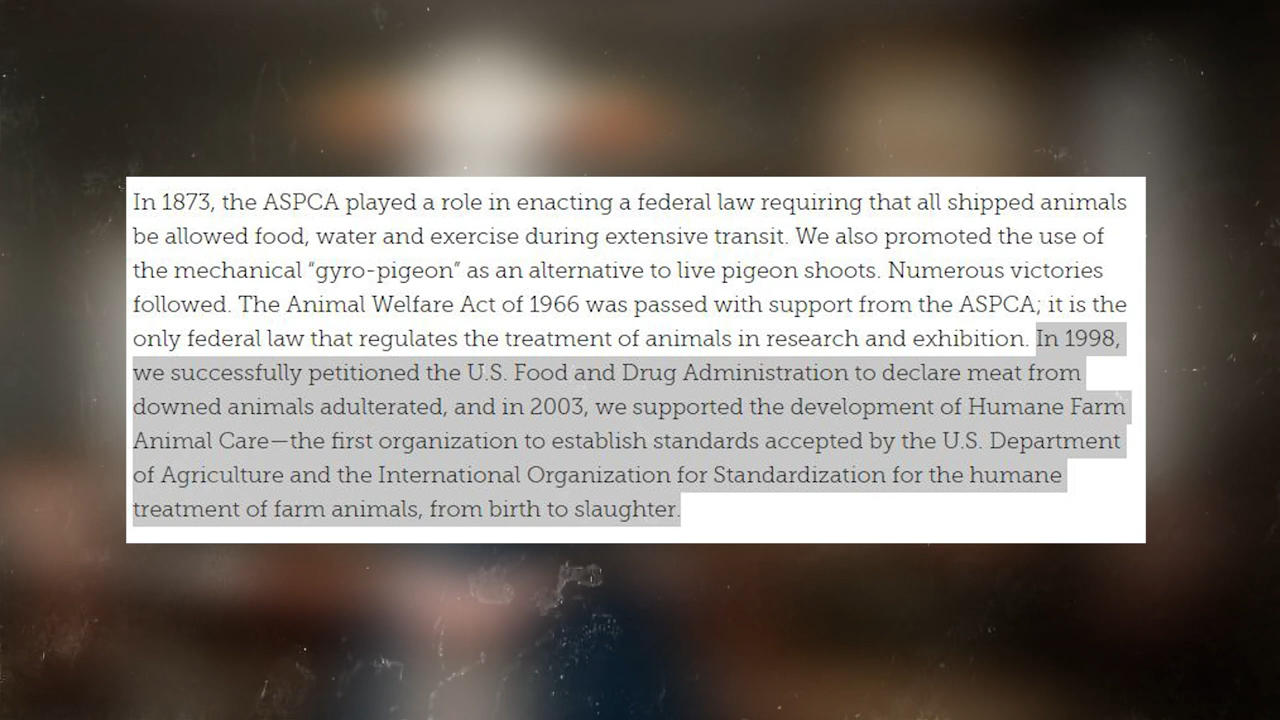 In 1873, the ASPCA played a role in enacting a federal law requiring that all shipped animals
be allowed food, water and exercise during extensive transit. We also promoted the use of
the mechanical “gyro-pigeon” as an alternative to live pigeon shoots. Numerous victories
followed. The Animal Welfare Act of 1966 was passed with support from the ASPCA; it is the
only federal law that regulates the treatment of animals in research and exhibition. In 1998,
we successfully petitioned the U.S. Food and Drug Administration to declare meat from
downed animals adulterated, and in 2003, we supported the development of Humane Farm
Animal Care—the first organization to establish standards accepted by the U.S. Department
of Agriculture and the International Organization for Standardization for the humane
treatment of farm animals, from birth to slaughter.